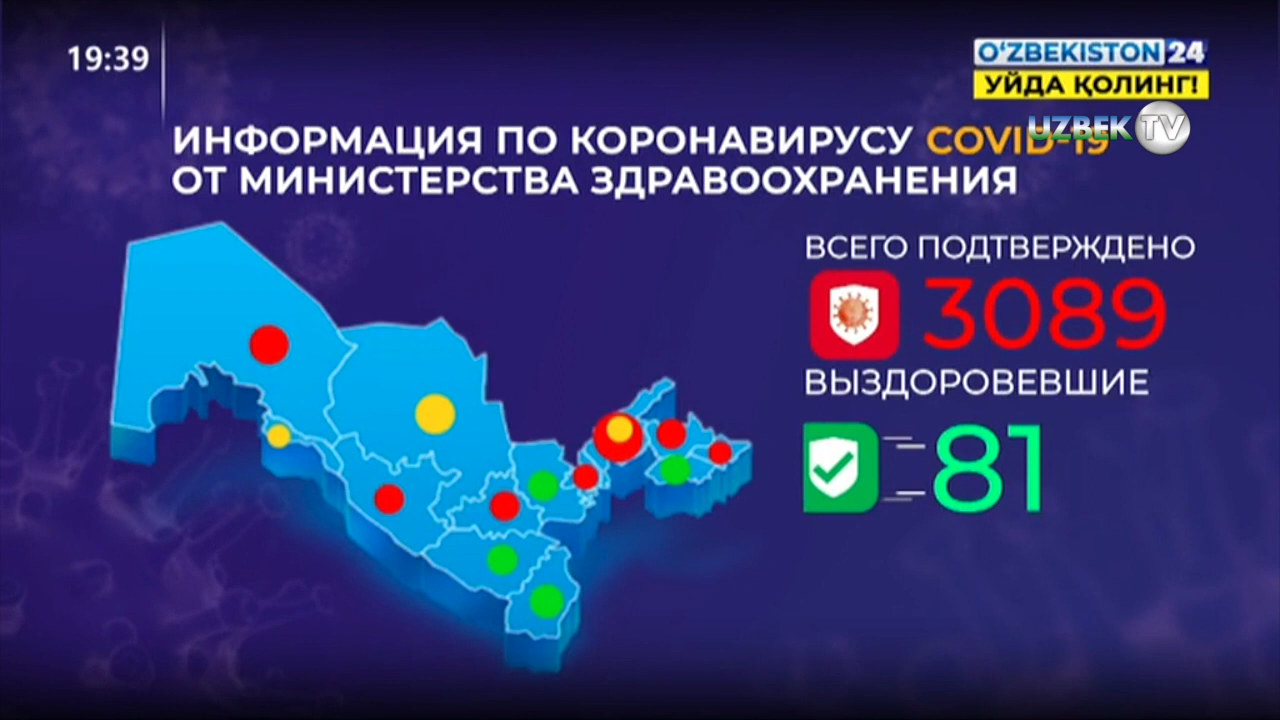 19:39
O‘ZBEKISTON 24
УЙДА ҚОЛИНГ!
UZBEK TV
ИНФОРМАЦИЯ ПО КОРОНАВИРУСУ COVID-19
ОТ МИНИСТЕРСТВА ЗДРАВООХРАНЕНИЯ
ВСЕГО ПОДТВЕРЖДЕНО
3089
ВЫЗДОРОВЕВШИЕ
81